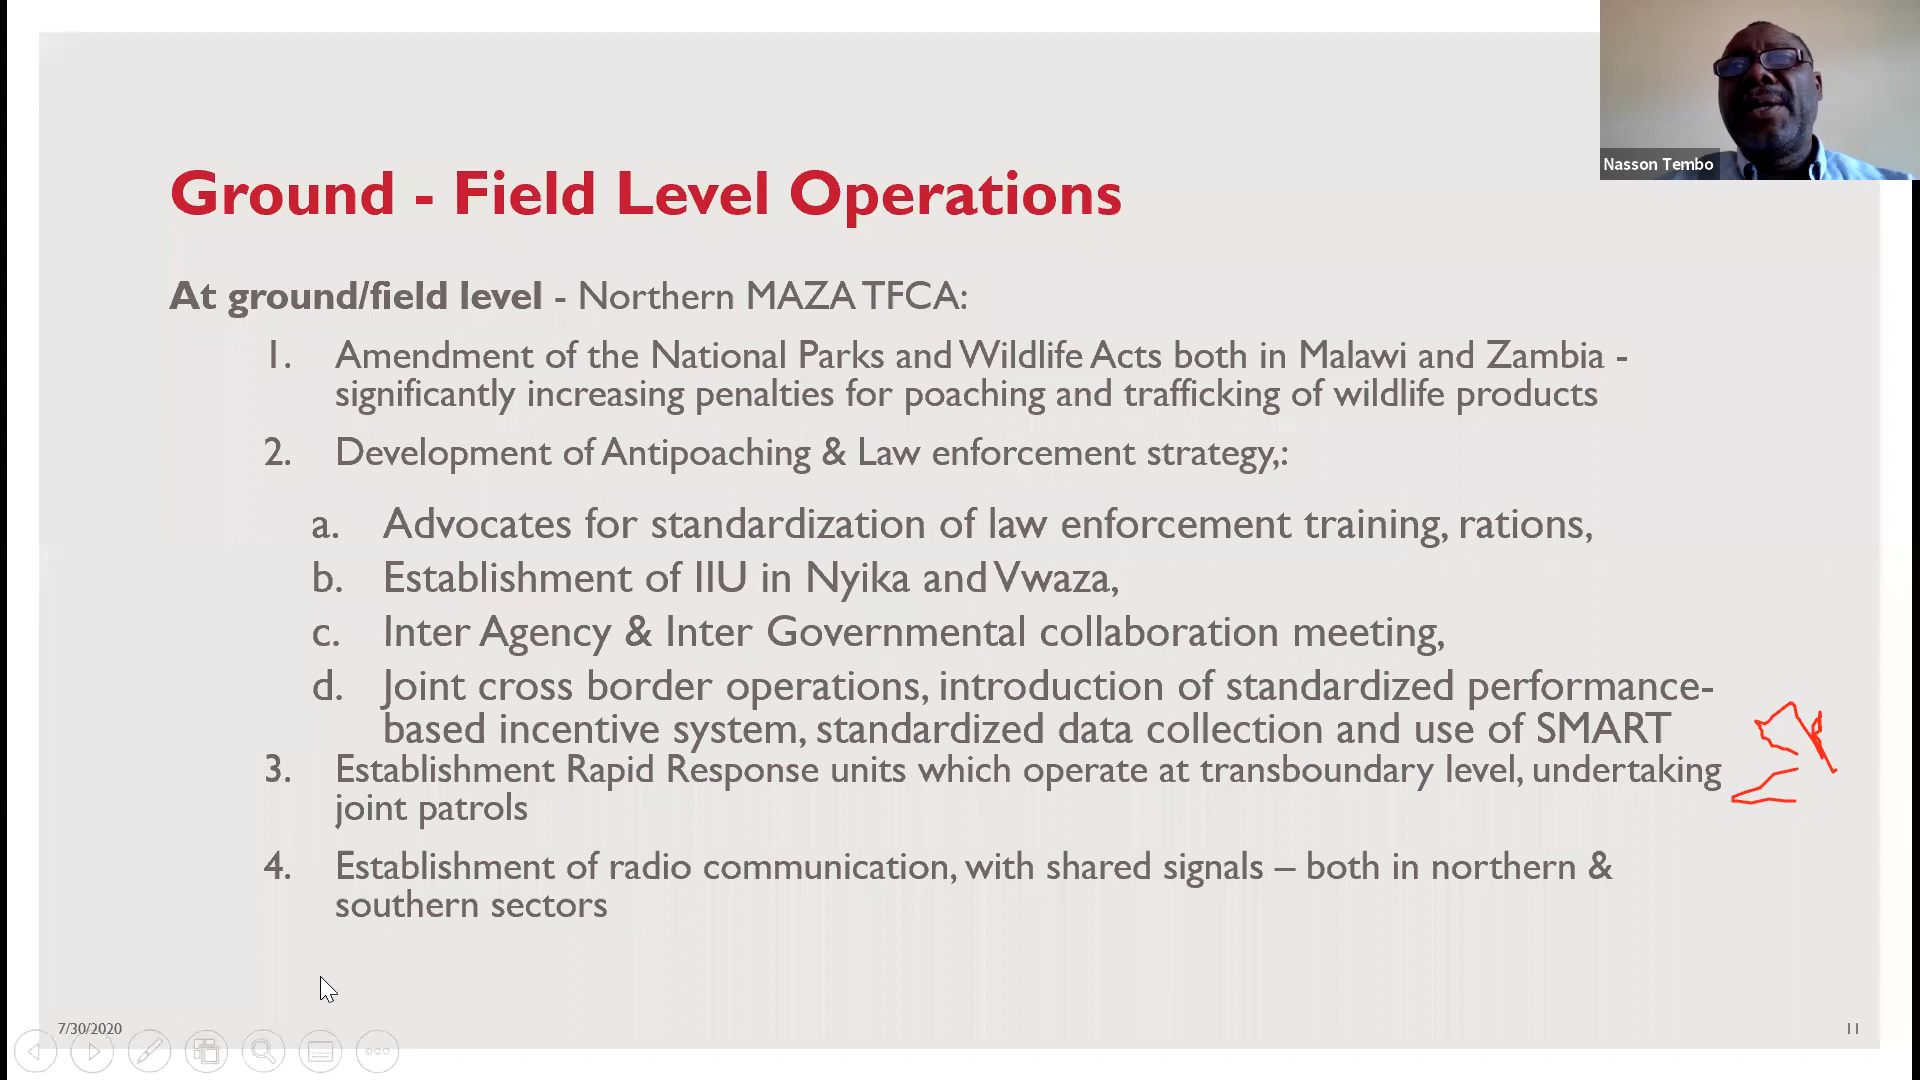 Nasson Tembo
Ground - Field Level Operations
At ground/field level - Northern MAZA TFCA:
1. Amendment of the National Parks and Wildlife Acts both in Malawi and Zambia -
significantly increasing penalties for poaching and trafficking of wildlife products
2. Development of Antipoaching & Law enforcement strategy,:
a. Advocates for standardization of law enforcement training, rations,
b. Establishment of IIU in Nyika and Vwaza,
c. Inter Agency & Inter Governmental collaboration meeting,
d. Joint cross border operations, introduction of standardized performance-
based incentive system, standardized data collection and use of SMART
3. Establishment Rapid Response units which operate at transboundary level, undertaking
joint patrols
4. Establishment of radio communication, with shared signals – both in northern &
southern sectors
7/30/2020
11